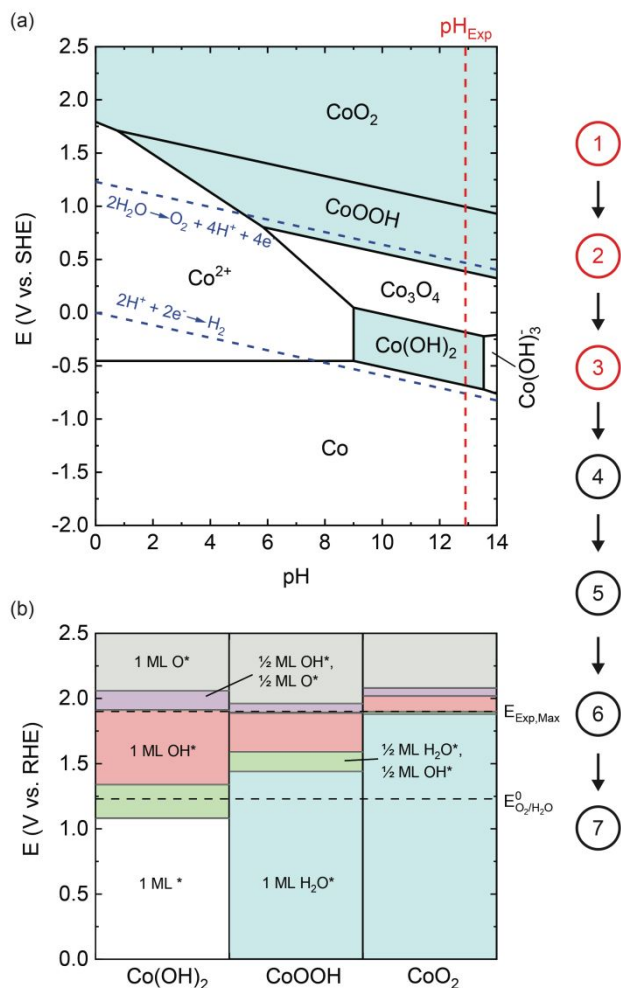 (a)
pH_Exp
2.5
2.0
1.5
1.0
0.5
0.0
-0.5
-1.0
-1.5
-2.0
E (V vs. SHE)
CoO₂
CoOOH
2H₂O→O₂ + 4H⁺ + 4e
Co²⁺
Co₃O₄
2H⁺ + 2e⁻→H₂
Co(OH)₂
Co(OH)₃⁻
Co
0 2 4 6 8 10 12 14
pH
1
2
3
4
5
6
7
(b)
2.5
2.0
1.5
1.0
0.5
0.0
E (V vs. RHE)
1 ML O*
½ ML OH*,
½ ML O*
E_Exp,Max
1 ML OH*
½ ML H₂O*,
½ ML OH*
E⁰_O₂/H₂O
1 ML *
1 ML H₂O*
Co(OH)₂ CoOOH CoO₂